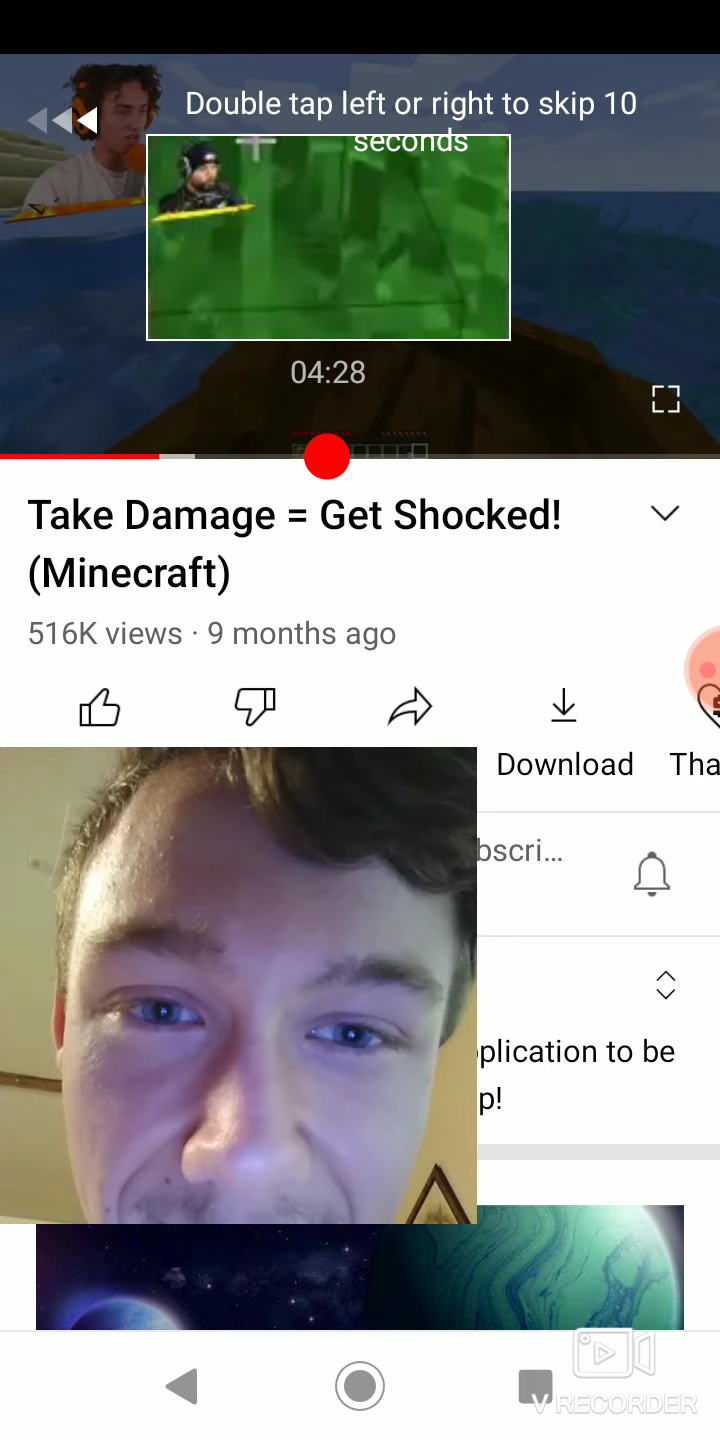 Double tap left or right to skip 10
seconds
04:28
Take Damage = Get Shocked!
(Minecraft)
516K views · 9 months ago
Download Tha
bscri...
plication to be
p!
V RECORDER